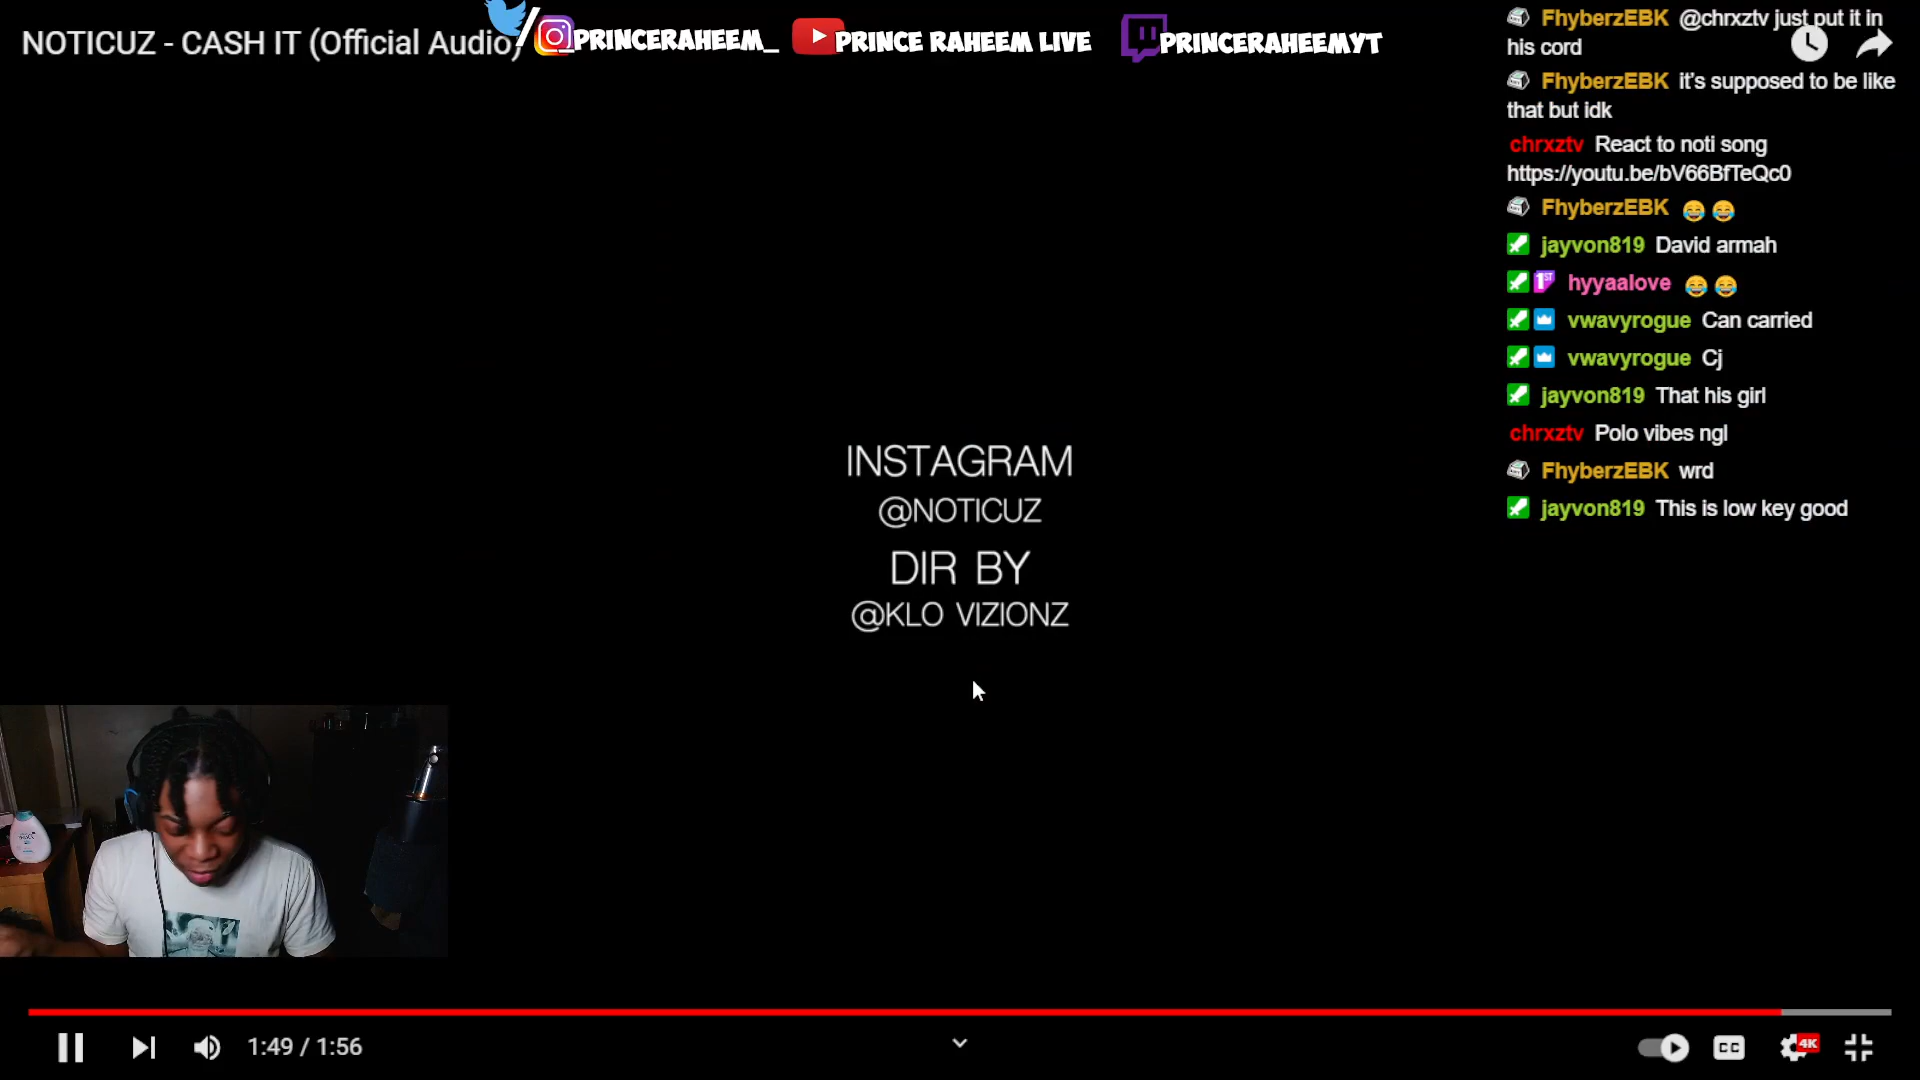 NOTICUZ - CASH IT (Official Audio)
/ PRINCERAHEEM_
PRINCE RAHEEM LIVE
PRINCERAHEEMYT
FhyberzEBK @chrxztv just put it in
his cord
FhyberzEBK it's supposed to be like
that but idk
chrxztv React to noti song
https://youtu.be/bV66BfTeQc0
FhyberzEBK 😂 😂
jayvon819 David armah
1ST hyyaalove 😂 😂
vwavyrogue Can carried
vwavyrogue Cj
jayvon819 That his girl
chrxztv Polo vibes ngl
FhyberzEBK wrd
jayvon819 This is low key good
INSTAGRAM
@NOTICUZ
DIR BY
@KLO VIZIONZ
1:49 / 1:56
CC
4K